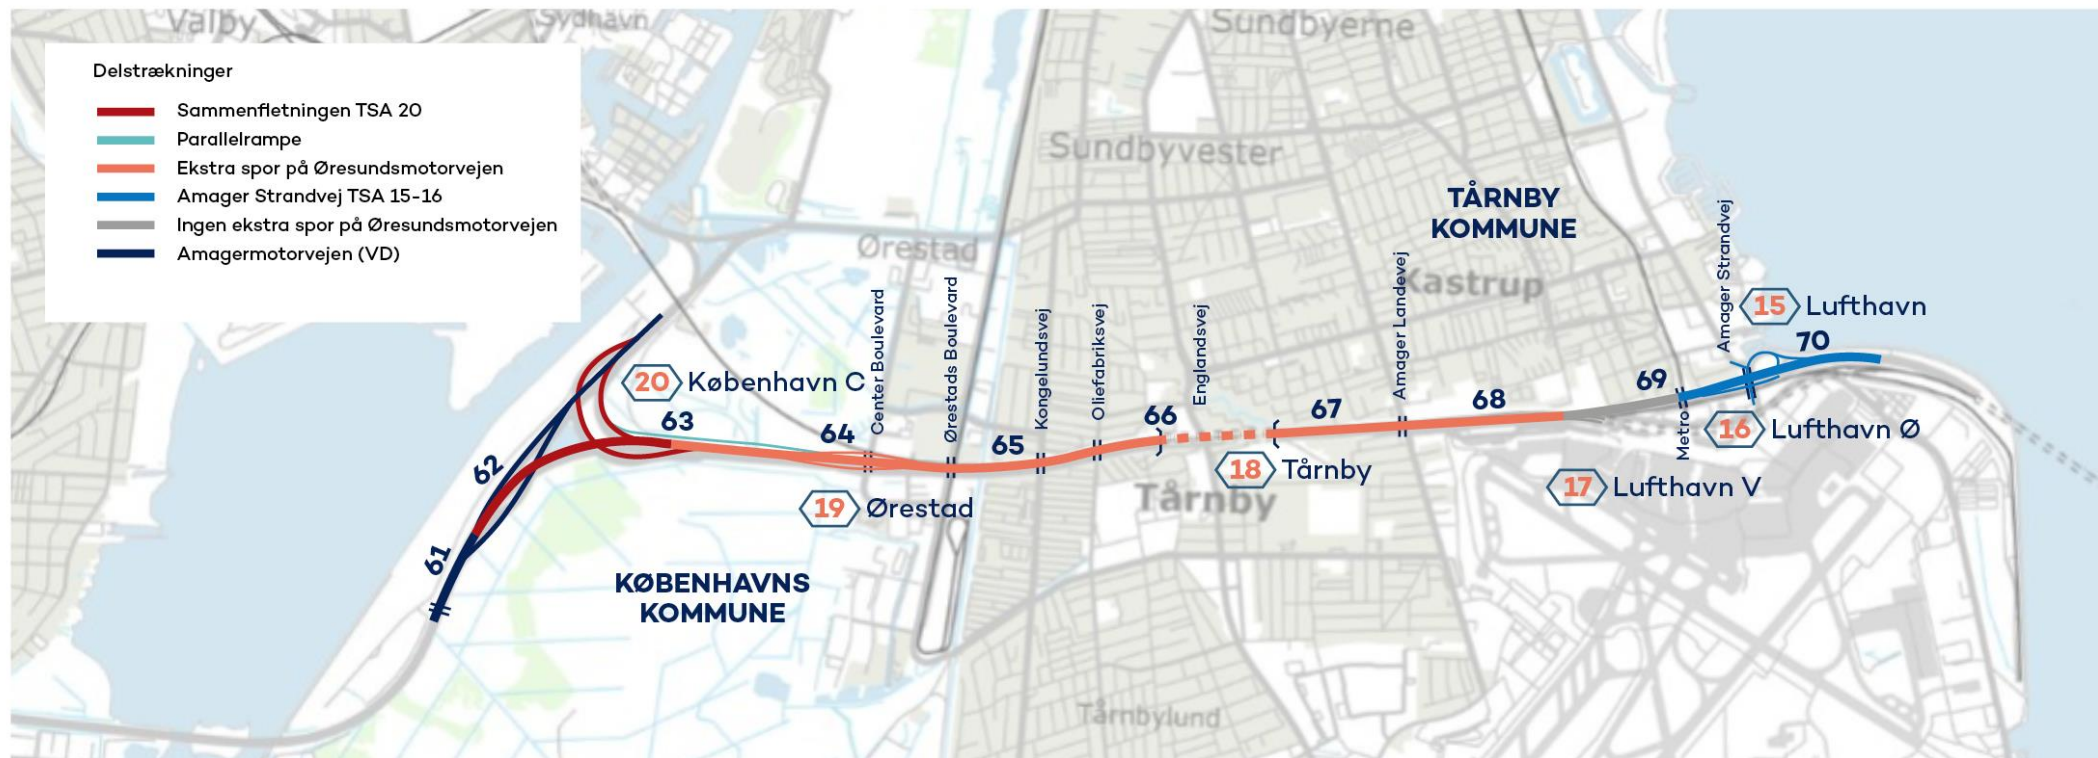 Valby
Sydhavn
Sundbyerne
Delstrækninger
Sammenfletningen TSA 20
Parallelrampe
Ekstra spor på Øresundsmotorvejen
Amager Strandvej TSA 15-16
Ingen ekstra spor på Øresundsmotorvejen
Amagermotorvejen (VD)
Sundbyvester
TÅRNBY
KOMMUNE
Ørestad
Kastrup
Amager Strandvej
15 Lufthavn
70
20 København C
Center Boulevard
Ørestads Boulevard
Kongelundsvej
Oliefabriksvej
Englandsvej
Amager Landevej
69
68
67
66
65
64
63
62
61
Metro
16 Lufthavn Ø
18 Tårnby
17 Lufthavn V
19 Ørestad
Tårnby
KØBENHAVNS
KOMMUNE
Tårnbylund